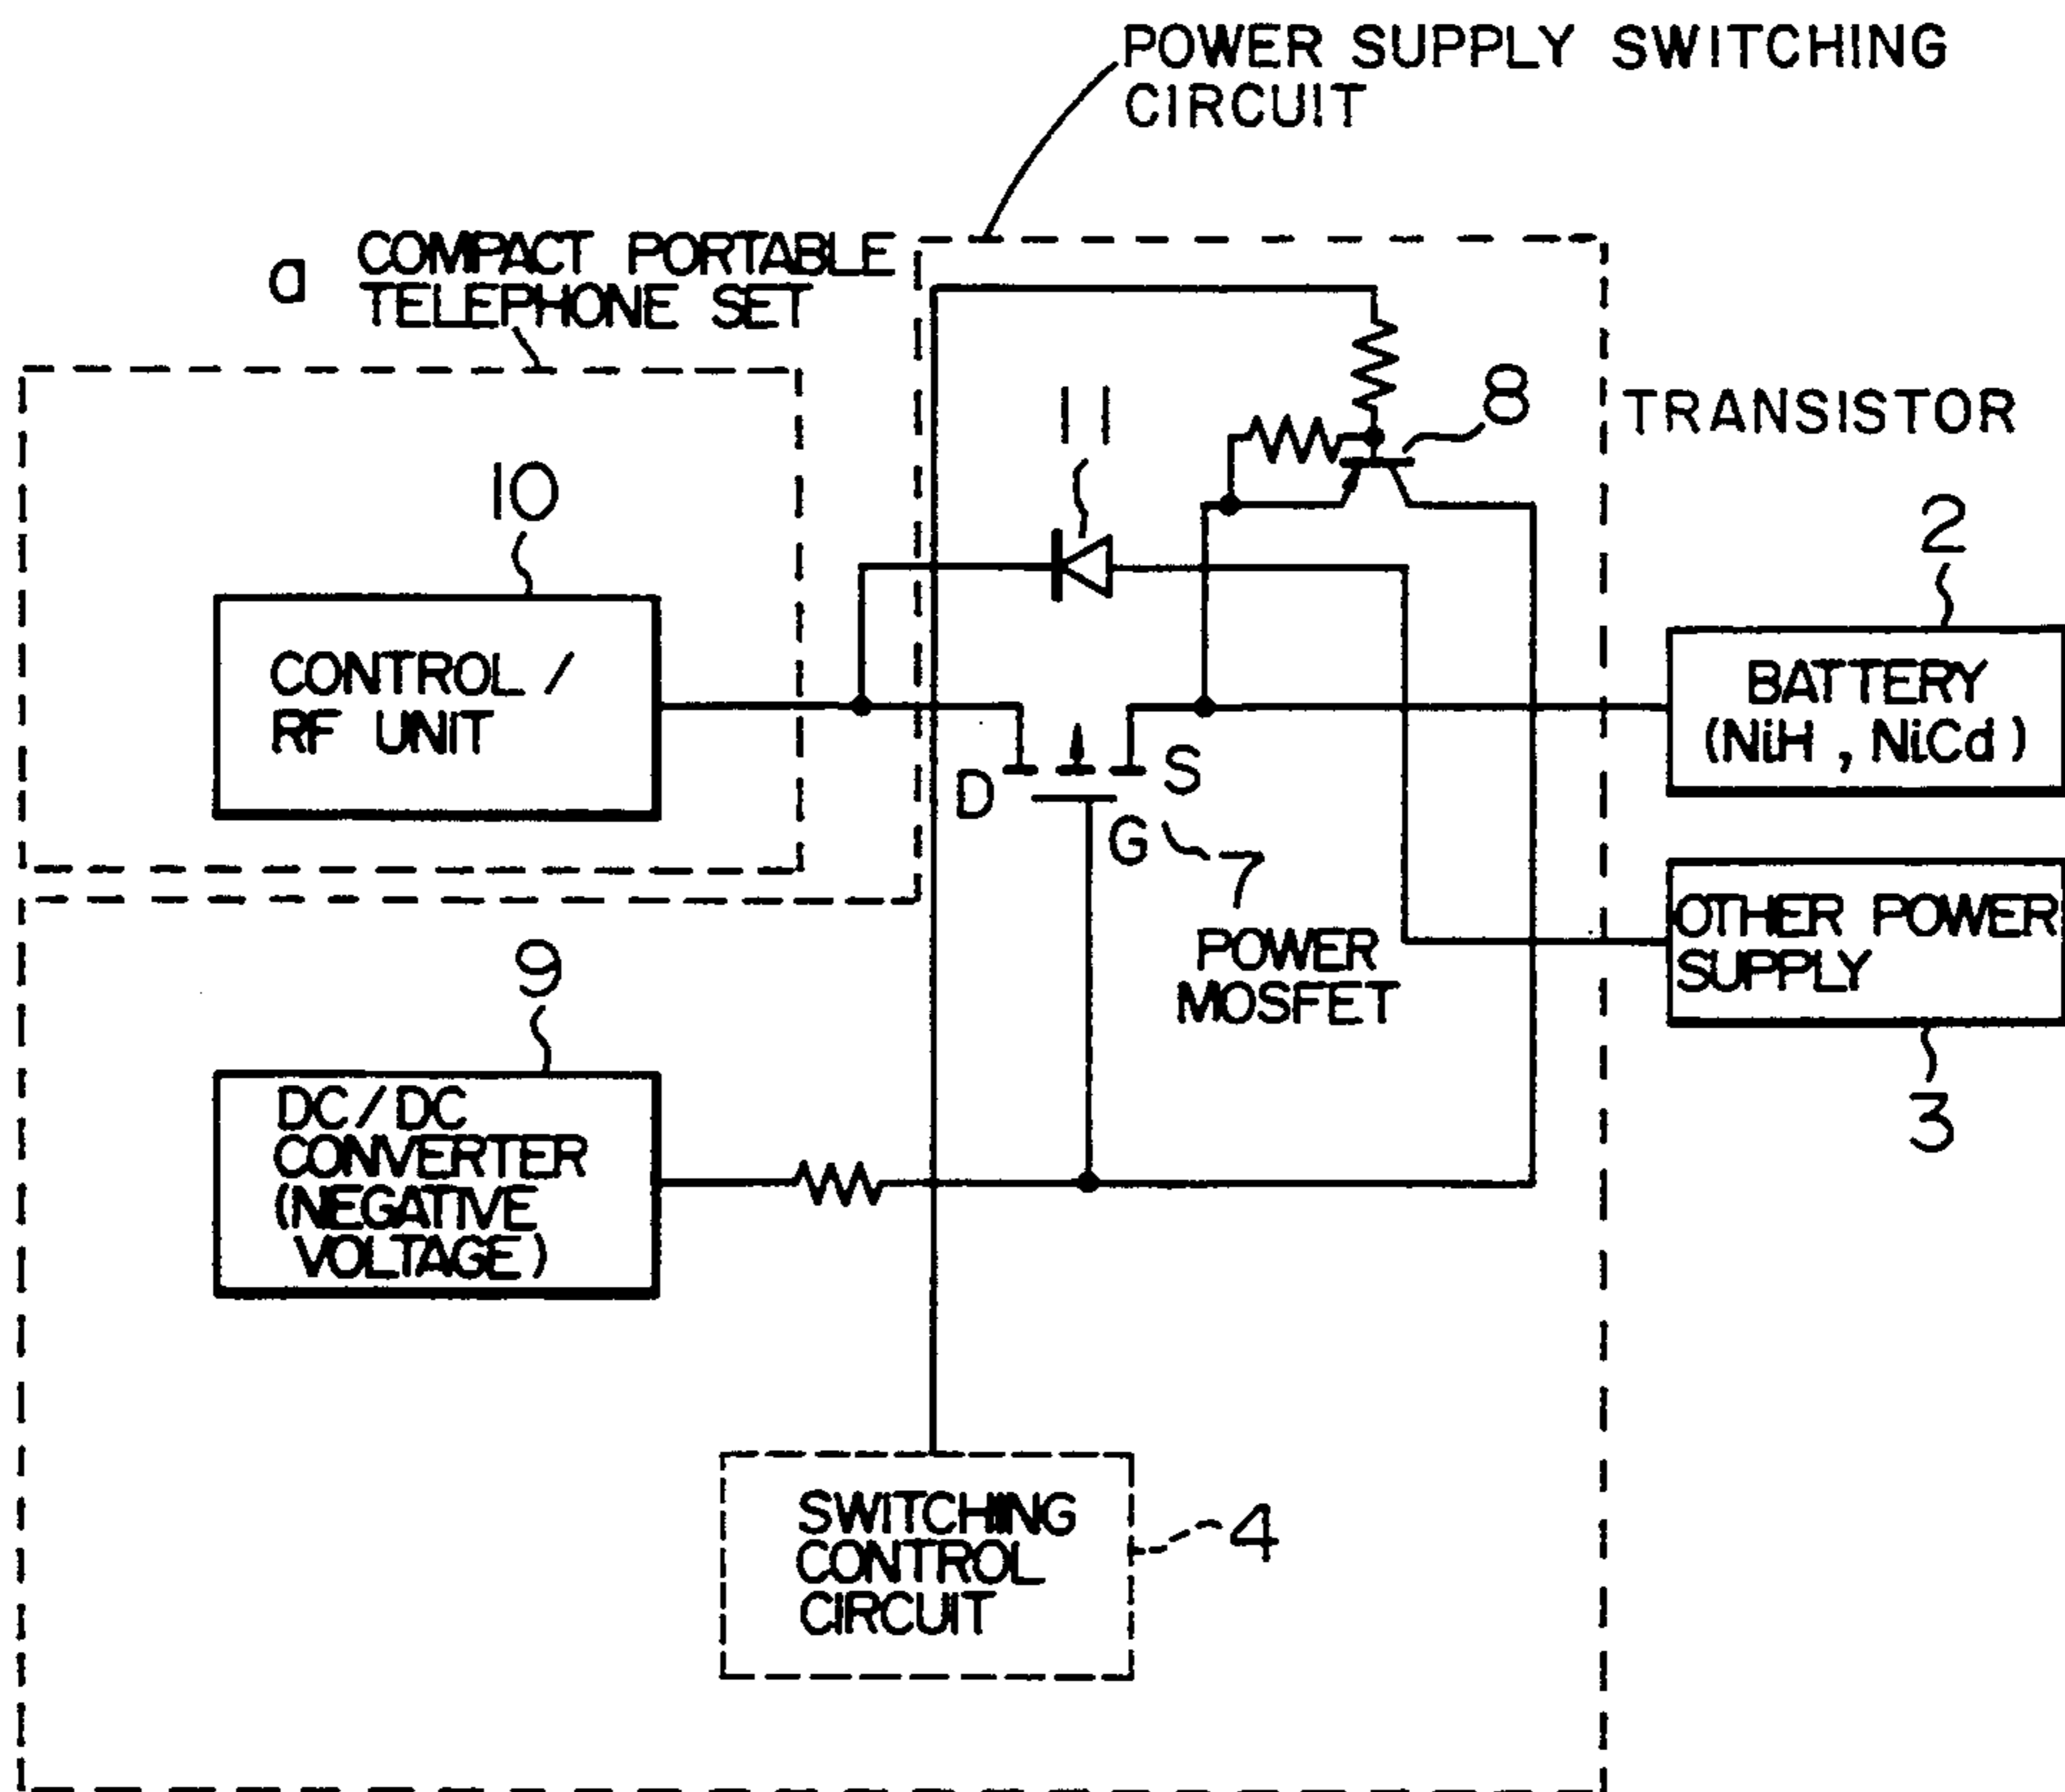 POWER SUPPLY SWITCHING
CIRCUIT
a
COMPACT PORTABLE
TELEPHONE SET
8
TRANSISTOR
11
10
2
CONTROL /
RF UNIT
BATTERY
(NiH , NiCd)
D
S
G
7
POWER
MOSFET
OTHER POWER
SUPPLY
3
9
DC/DC
CONVERTER
(NEGATIVE
VOLTAGE)
SWITCHING
CONTROL
CIRCUIT
4